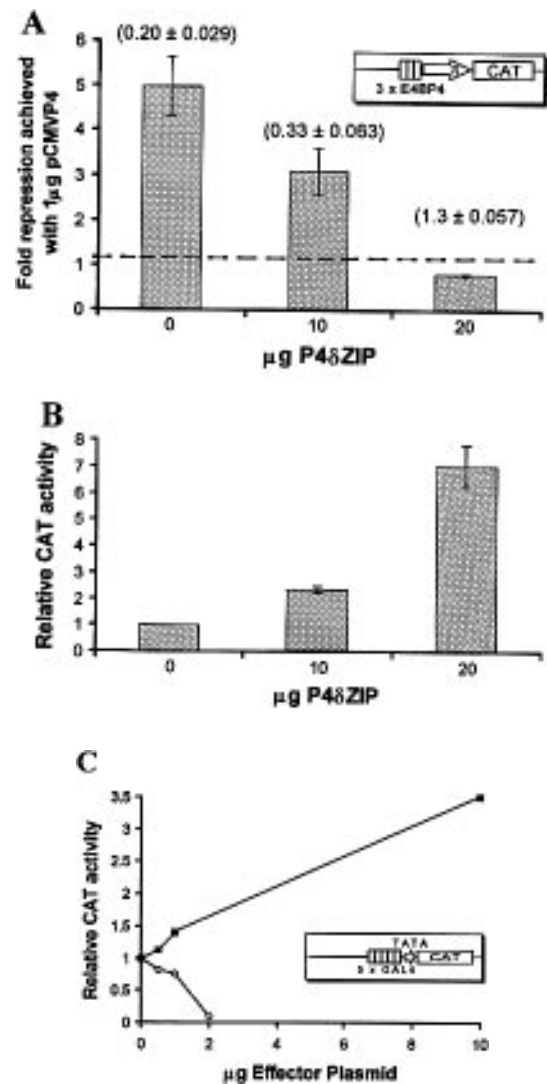 A
(0.20 ± 0.029)
(0.33 ± 0.063)
(1.3 ± 0.057)
CAT
3 x E4BP4
Fold repression achieved
with 1μg pCMVP4
6
5
4
3
2
1
0
0 10 20
μg P4δZIP
B
Relative CAT activity
8
7
6
5
4
3
2
1
0
0 10 20
μg P4δZIP
C
Relative CAT activity
3.5
3
2.5
2
1.5
1
0.5
0
0 2 4 6 8 10
TATA
CAT
5 x GAL4
μg Effector Plasmid